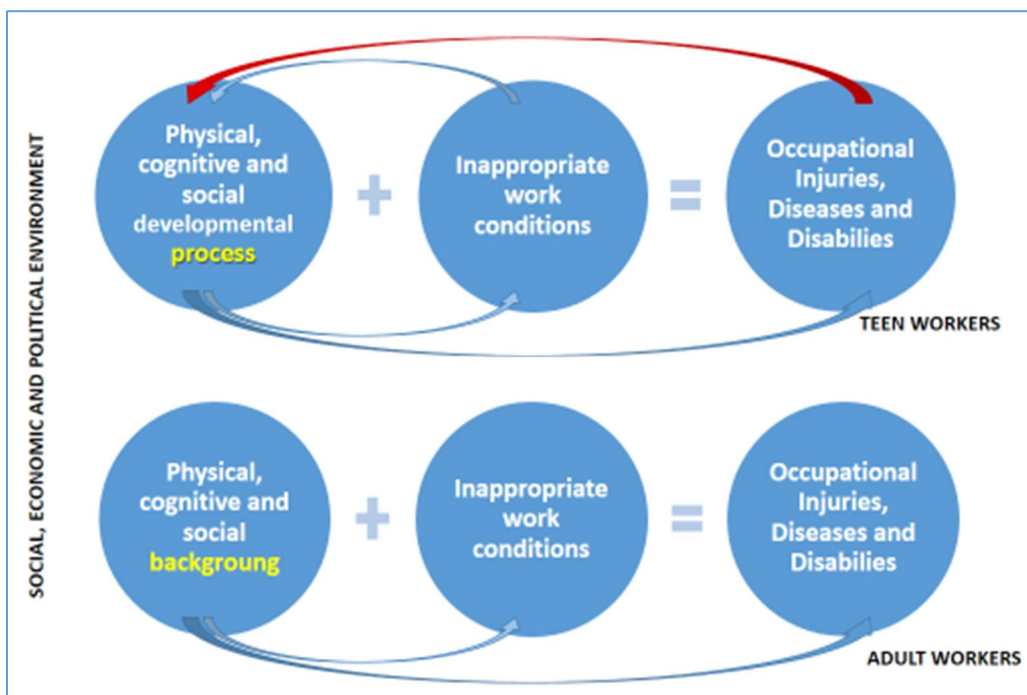 SOCIAL, ECONOMIC AND POLITICAL ENVIRONMENT
Physical,
cognitive and
social
developmental
process
+
Inappropriate
work
conditions
=
Occupational
Injuries,
Diseases and
Disabilies
TEEN WORKERS
Physical,
cognitive and
social
backgroung
+
Inappropriate
work
conditions
=
Occupational
Injuries,
Diseases and
Disabilies
ADULT WORKERS